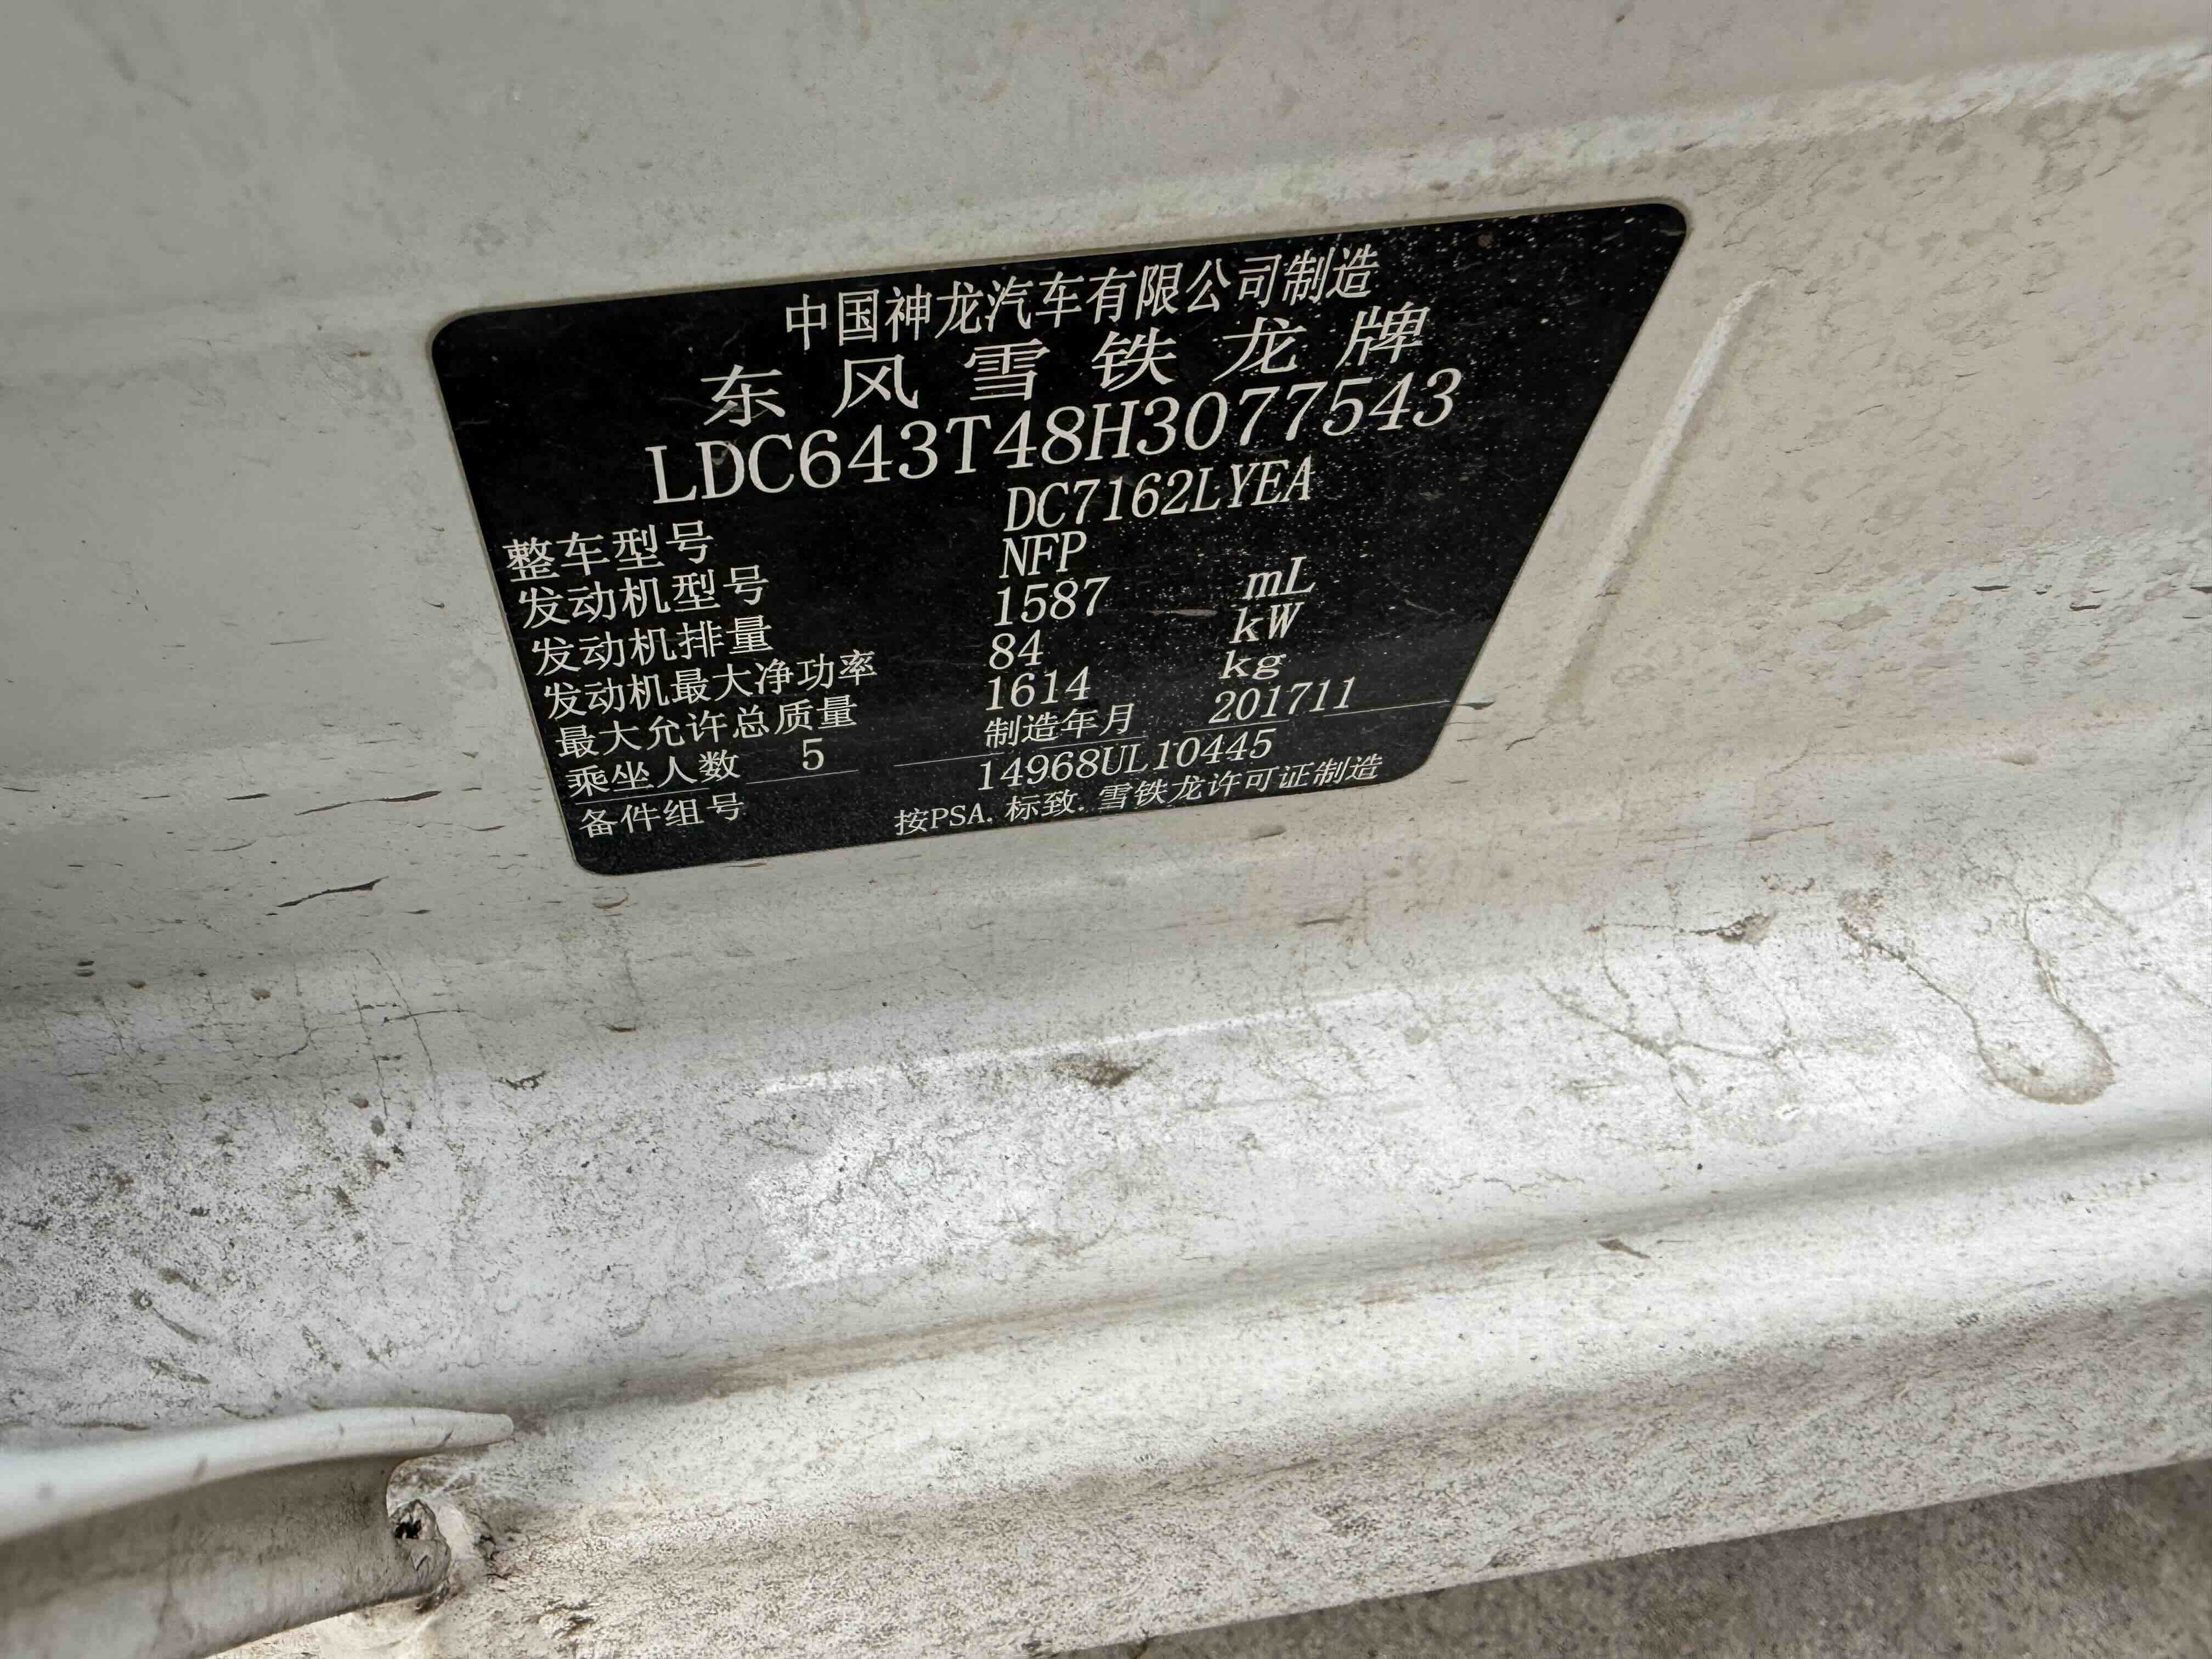 中国神龙汽车有限公司制造
东风雪铁龙牌
LDC643T48H3077543
整车型号 DC7162LYEA
发动机型号 NFP
发动机排量 1587 mL
发动机最大净功率 84 kW
最大允许总质量 1614 kg
乘坐人数 5 制造年月 201711
备件组号 14968UL10445
按PSA.标致.雪铁龙许可证制造